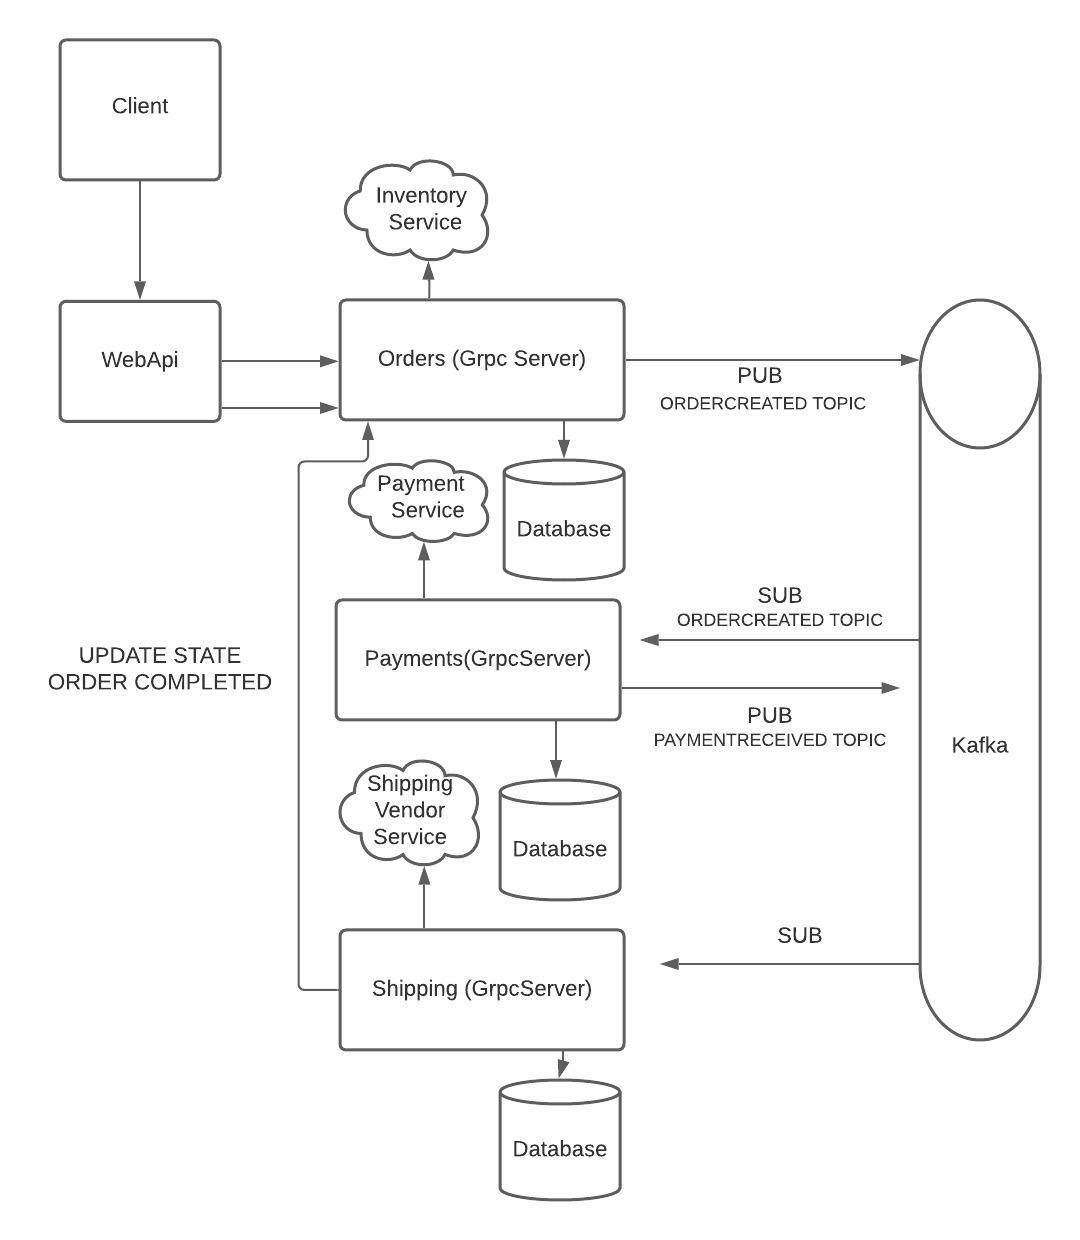 Client
Inventory
Service
WebApi
Orders (Grpc Server)
PUB
ORDERCREATED TOPIC
Payment
Service
Database
SUB
ORDERCREATED TOPIC
UPDATE STATE
ORDER COMPLETED
Payments(GrpcServer)
PUB
PAYMENTRECEIVED TOPIC
Kafka
Shipping
Vendor
Service
Database
SUB
Shipping (GrpcServer)
Database